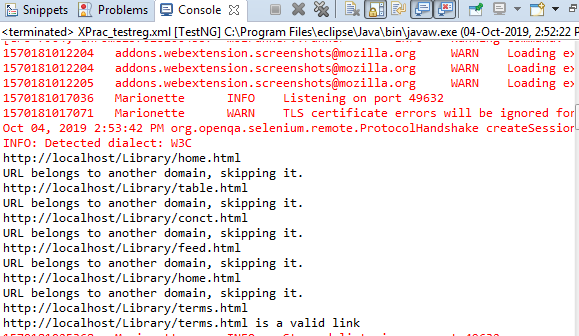 Snippets Problems Console
<terminated> XPrac_testreg.xml [TestNG] C:\Program Files\eclipse\Java\bin\javaw.exe (04-Oct-2019, 2:52:22 P
1570181012204 addons.webextension.screenshots@mozilla.org WARN Loading ex
1570181012204 addons.webextension.screenshots@mozilla.org WARN Loading ex
1570181012205 addons.webextension.screenshots@mozilla.org WARN Loading ex
1570181017036 Marionette INFO Listening on port 49632
1570181017071 Marionette WARN TLS certificate errors will be ignored for
Oct 04, 2019 2:53:42 PM org.openqa.selenium.remote.ProtocolHandshake createSession
INFO: Detected dialect: W3C
http://localhost/Library/home.html
URL belongs to another domain, skipping it.
http://localhost/Library/table.html
URL belongs to another domain, skipping it.
http://localhost/Library/conct.html
URL belongs to another domain, skipping it.
http://localhost/Library/feed.html
URL belongs to another domain, skipping it.
http://localhost/Library/home.html
URL belongs to another domain, skipping it.
http://localhost/Library/terms.html
http://localhost/Library/terms.html is a valid link